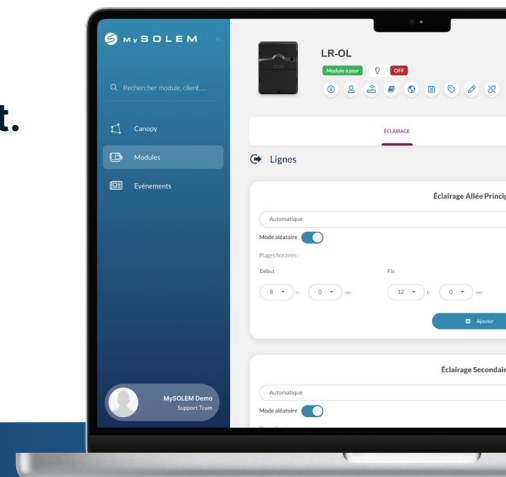 t.
MySOLEM
LR-OL
Module à jour
OFF
Rechercher module, client, ...
Canopy
ÉCLAIRAGE
Modules
Lignes
Evénements
Éclairage Allée Princip
Automatique
Mode aléatoire
Plages horaires :
Début
Fin
8 h 0 min
12 h 0 min
Ajouter
Éclairage Secondair
Automatique
Mode aléatoire
MySOLEM Demo
Support Team